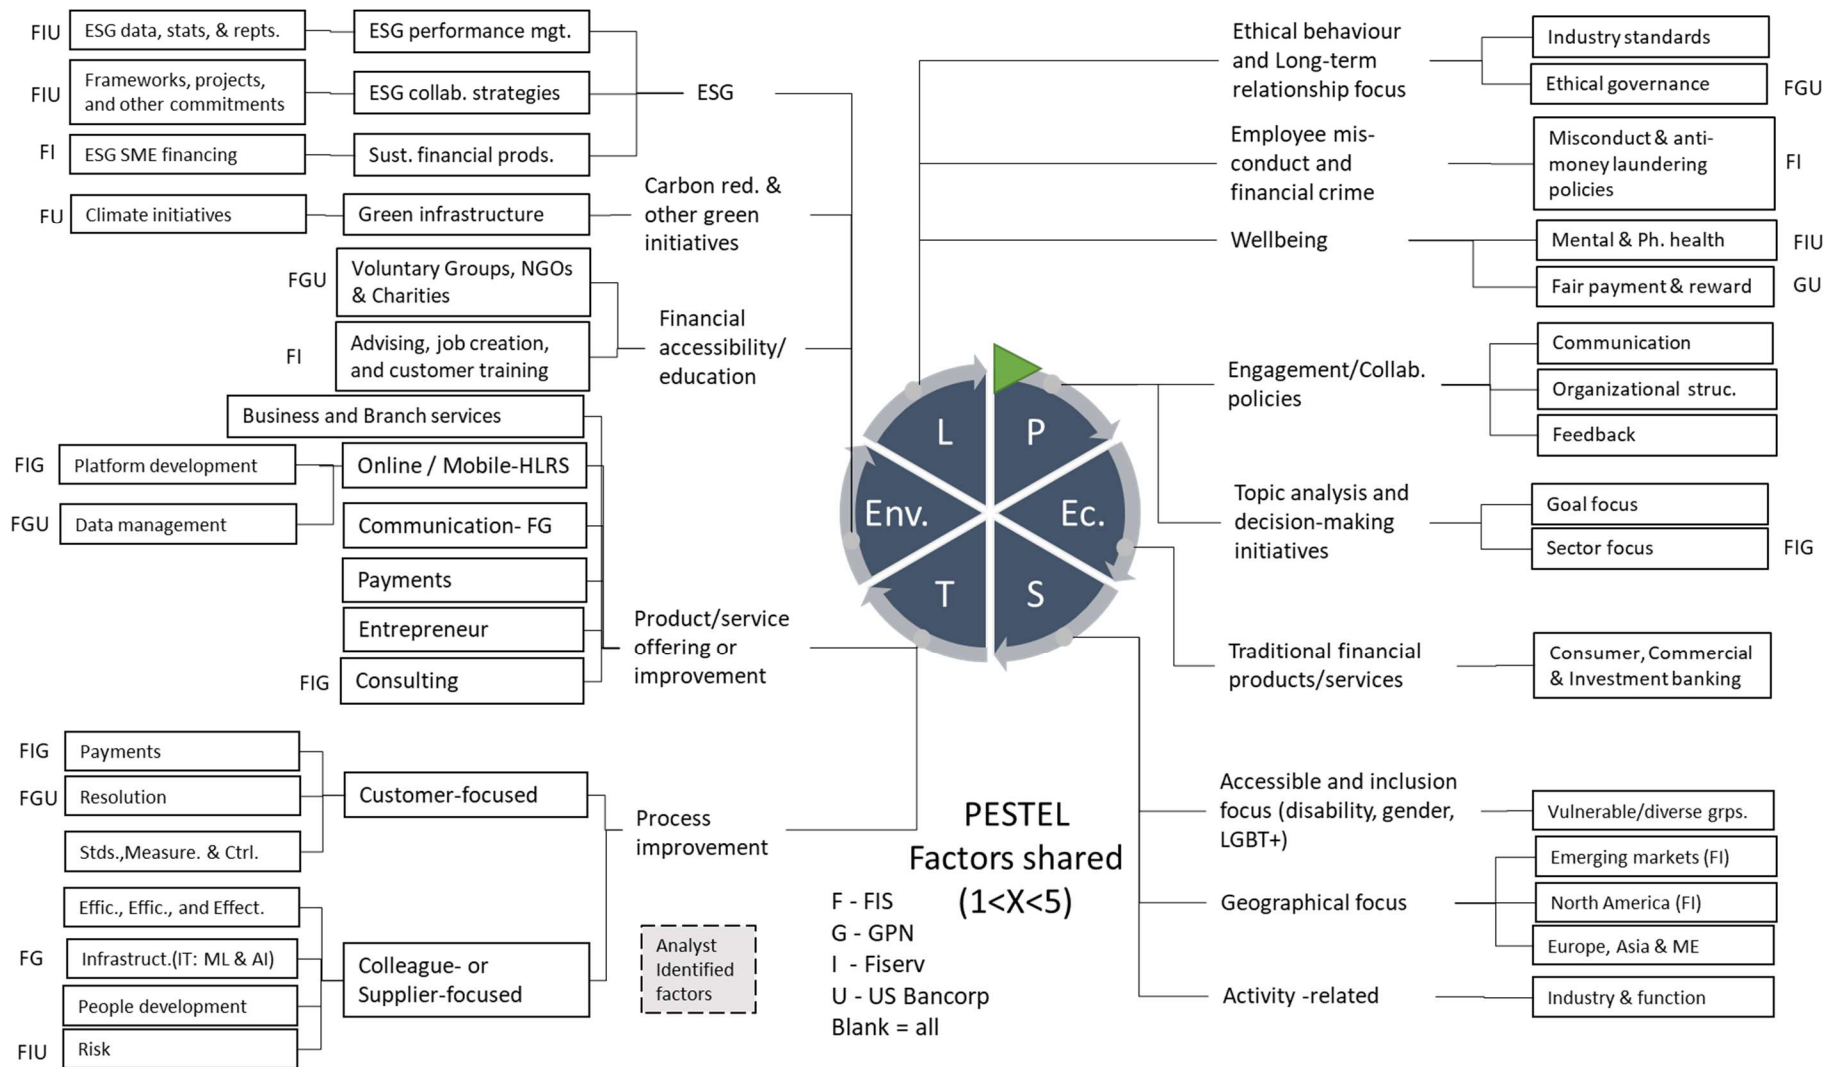 FIU
ESG data, stats, & repts.
ESG performance mgt.
FIU
Frameworks, projects,
and other commitments
ESG collab. strategies
ESG
FI
ESG SME financing
Sust. financial prods.
FU
Climate initiatives
Green infrastructure
Carbon red. &
other green
initiatives
FGU
Voluntary Groups, NGOs
& Charities
FI
Advising, job creation,
and customer training
Financial
accessibility/
education
Business and Branch services
FIG
Platform development
Online / Mobile-HLRS
FGU
Data management
Communication- FG
Payments
Entrepreneur
FIG
Consulting
Product/service
offering or
improvement
FIG
Payments
FGU
Resolution
Customer-focused
Stds.,Measure. & Ctrl.
Process
improvement
Effic., Effic., and Effect.
FG
Infrastruct.(IT: ML & AI)
Colleague- or
Supplier-focused
People development
FIU
Risk
Analyst
Identified
factors
L
P
Env.
Ec.
T
S
PESTEL
Factors shared
(1<X<5)
F - FIS
G - GPN
I - Fiserv
U - US Bancorp
Blank = all
Ethical behaviour
and Long-term
relationship focus
Industry standards
Ethical governance
FGU
Employee mis-
conduct and
financial crime
Misconduct & anti-
money laundering
policies
FI
Wellbeing
Mental & Ph. health
FIU
Fair payment & reward
GU
Engagement/Collab.
policies
Communication
Organizational struc.
Feedback
Topic analysis and
decision-making
initiatives
Goal focus
Sector focus
FIG
Traditional financial
products/services
Consumer, Commercial
& Investment banking
Accessible and inclusion
focus (disability, gender,
LGBT+)
Vulnerable/diverse grps.
Geographical focus
Emerging markets (FI)
North America (FI)
Europe, Asia & ME
Activity -related
Industry & function